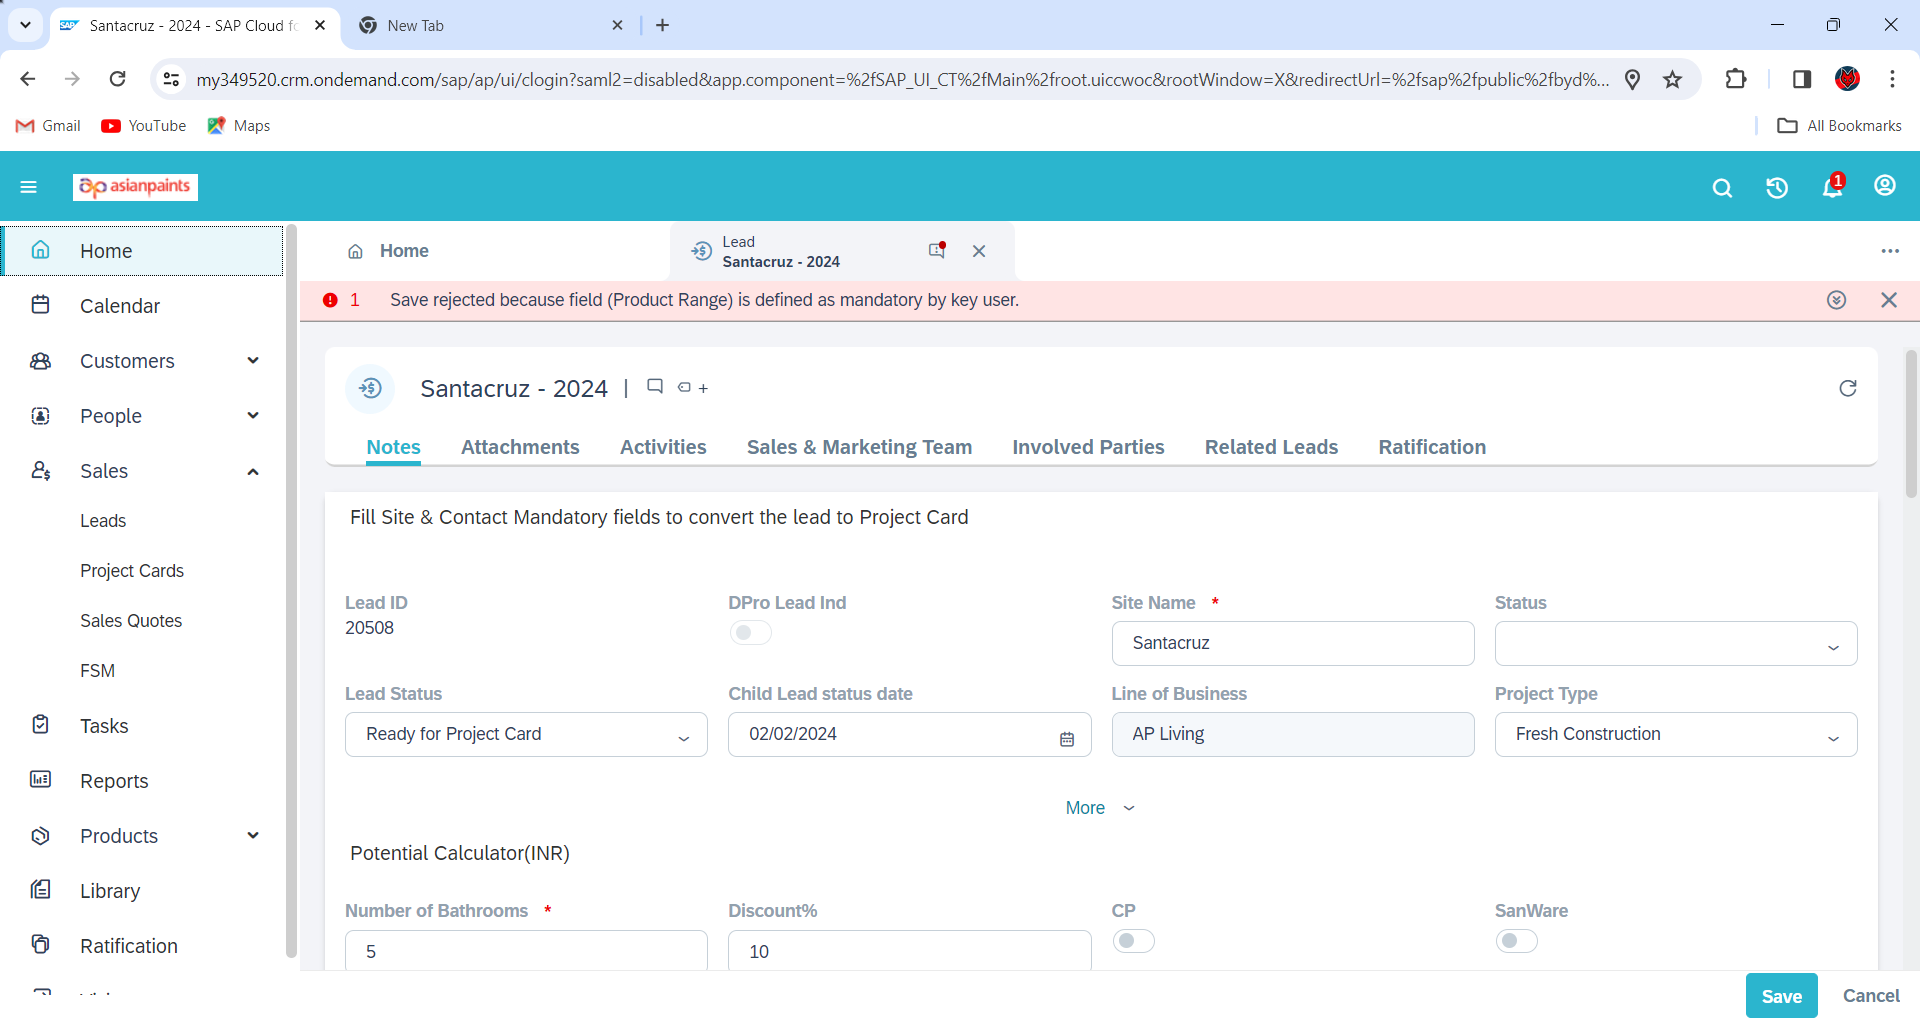 Santacruz - 2024 - SAP Cloud fo
New Tab
my349520.crm.ondemand.com/sap/ap/ui/clogin?saml2=disabled&app.component=%2fSAP_UI_CT%2fMain%2froot.uiccwoc&rootWindow=X&redirectUrl=%2fsap%2fpublic%2fbyd%...
Gmail YouTube Maps All Bookmarks
ap asianpaints 1
Home
Calendar
Customers
People
Sales
Leads
Project Cards
Sales Quotes
FSM
Tasks
Reports
Products
Library
Ratification
Home
Lead
Santacruz - 2024
1 Save rejected because field (Product Range) is defined as mandatory by key user.
Santacruz - 2024 | +
Notes Attachments Activities Sales & Marketing Team Involved Parties Related Leads Ratification
Fill Site & Contact Mandatory fields to convert the lead to Project Card
Lead ID DPro Lead Ind Site Name * Status
20508 Santacruz
Lead Status Child Lead status date Line of Business Project Type
Ready for Project Card 02/02/2024 AP Living Fresh Construction
More
Potential Calculator(INR)
Number of Bathrooms * Discount% CP SanWare
5 10
Save Cancel